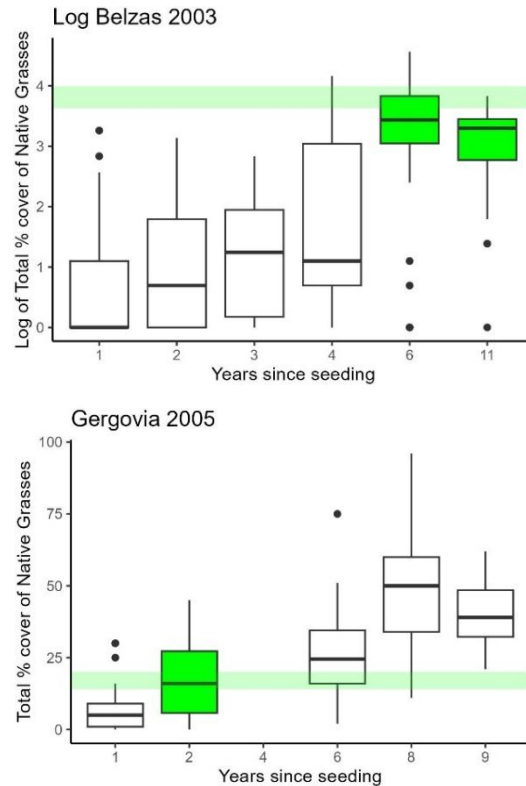 Log Belzas 2003
Log of Total % cover of Native Grasses
4
3
2
1
0
1 2 3 4 6 11
Years since seeding
Gergovia 2005
Total % cover of Native Grasses
100
75
50
25
0
1 2 4 6 8 9
Years since seeding